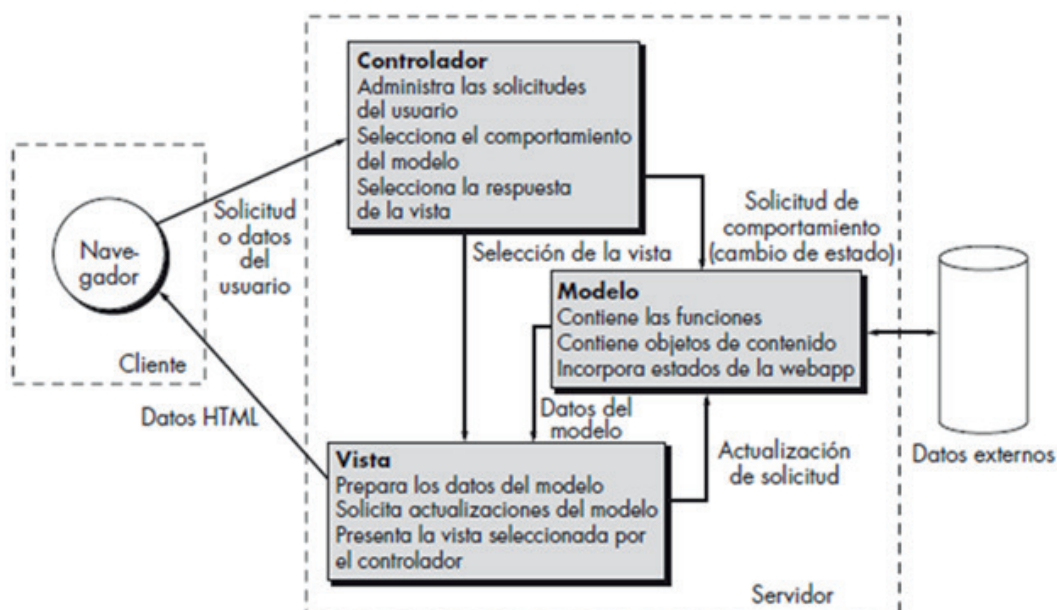 Controlador
Administra las solicitudes
del usuario
Selecciona el comportamiento
del modelo
Selecciona la respuesta
de la vista
Nave-
gador
Solicitud
o datos
del
usuario
Cliente
Selección de la vista
Solicitud de
comportamiento
(cambio de estado)
Modelo
Contiene las funciones
Contiene objetos de contenido
Incorpora estados de la webapp
Datos externos
Datos HTML
Datos del
modelo
Actualización
de solicitud
Vista
Prepara los datos del modelo
Solicita actualizaciones del modelo
Presenta la vista seleccionada por
el controlador
Servidor